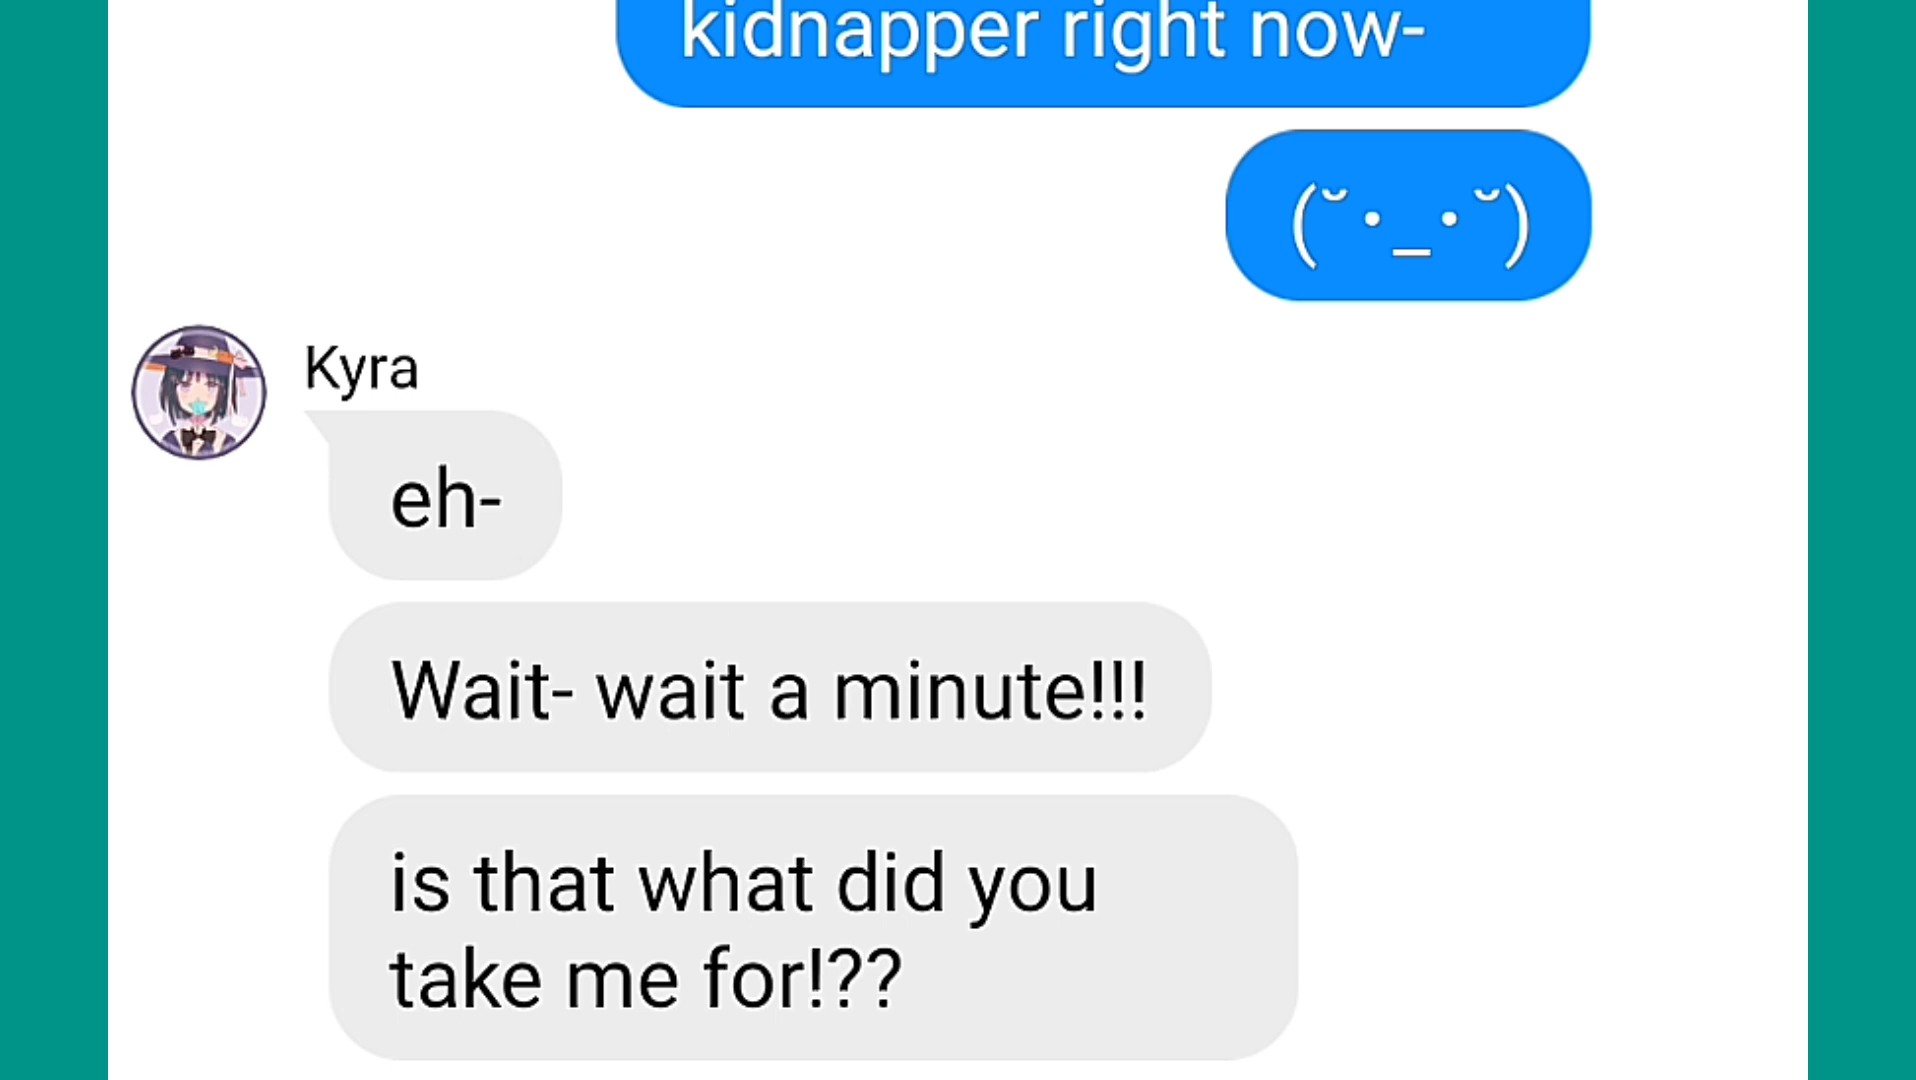 kidnapper right now-
(˘･_･˘)
Kyra
eh-
Wait- wait a minute!!!
is that what did you
take me for!??